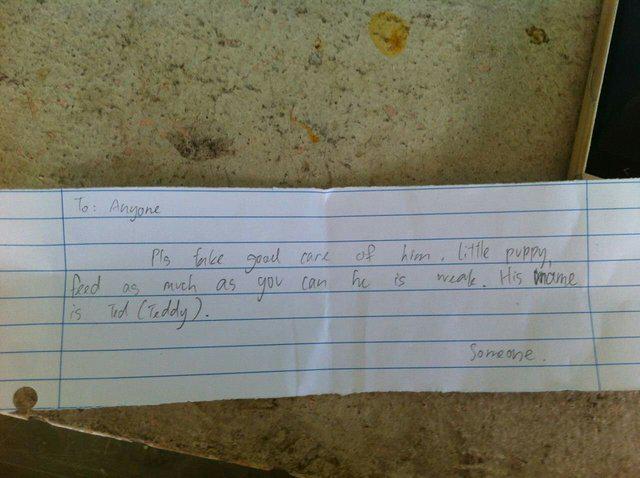 To: Anyone
Pls take good care of him. Little puppy,
feed as much as you can he is weak. His name
is Ted (Teddy).
Someone.